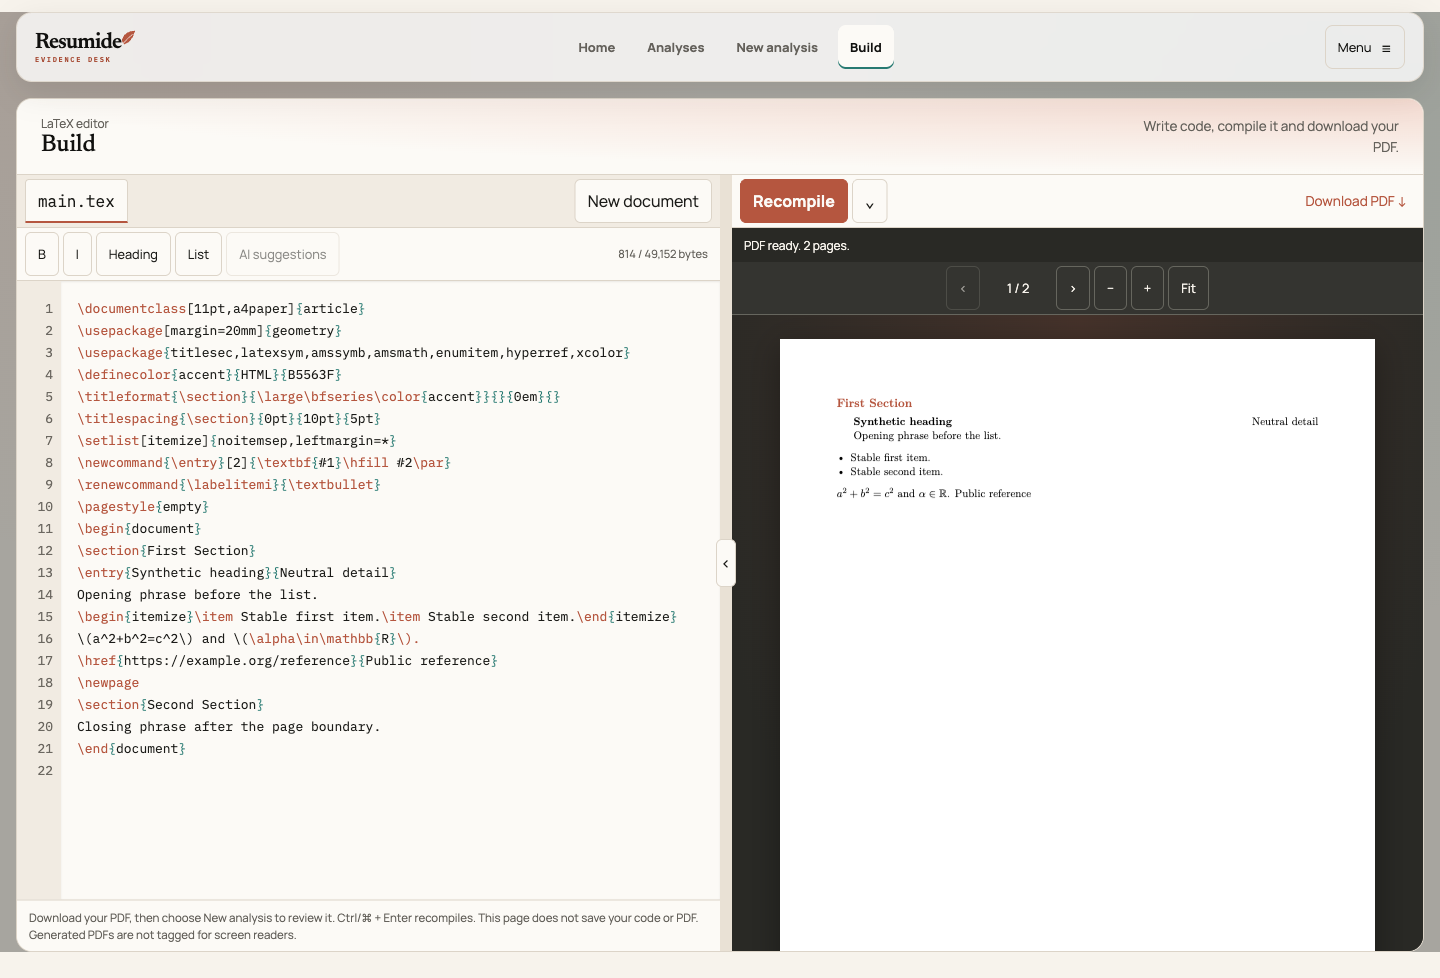 Resumide
EVIDENCE DESK
Home
Analyses
New analysis
Build
Menu ≡
LaTeX editor
Build
Write code, compile it and download your
PDF.
main.tex
New document
B
I
Heading
List
AI suggestions
814 / 49,152 bytes
1 \documentclass[11pt,a4paper]{article}
2 \usepackage[margin=20mm]{geometry}
3 \usepackage{titlesec,latexsym,amssymb,amsmath,enumitem,hyperref,xcolor}
4 \definecolor{accent}{HTML}{B5563F}
5 \titleformat{\section}{\large\bfseries\color{accent}}{}{0em}{}
6 \titlespacing{\section}{0pt}{10pt}{5pt}
7 \setlist[itemize]{noitemsep,leftmargin=*}
8 \newcommand{\entry}[2]{\textbf{#1}\hfill #2\par}
9 \renewcommand{\labelitemi}{\textbullet}
10 \pagestyle{empty}
11 \begin{document}
12 \section{First Section}
13 \entry{Synthetic heading}{Neutral detail}
14 Opening phrase before the list.
15 \begin{itemize}\item Stable first item.\item Stable second item.\end{itemize}
16 \(a^2+b^2=c^2\) and \(\alpha\in\mathbb{R}\).
17 \href{https://example.org/reference}{Public reference}
18 \newpage
19 \section{Second Section}
20 Closing phrase after the page boundary.
21 \end{document}
22
Download your PDF, then choose New analysis to review it. Ctrl/⌘ + Enter recompiles. This page does not save your code or PDF.
Generated PDFs are not tagged for screen readers.
Recompile
Download PDF ↓
PDF ready. 2 pages.
‹
1 / 2
›
−
+
Fit
First Section
Synthetic heading Neutral detail
Opening phrase before the list.
• Stable first item.
• Stable second item.
a² + b² = c² and α ∈ ℝ. Public reference